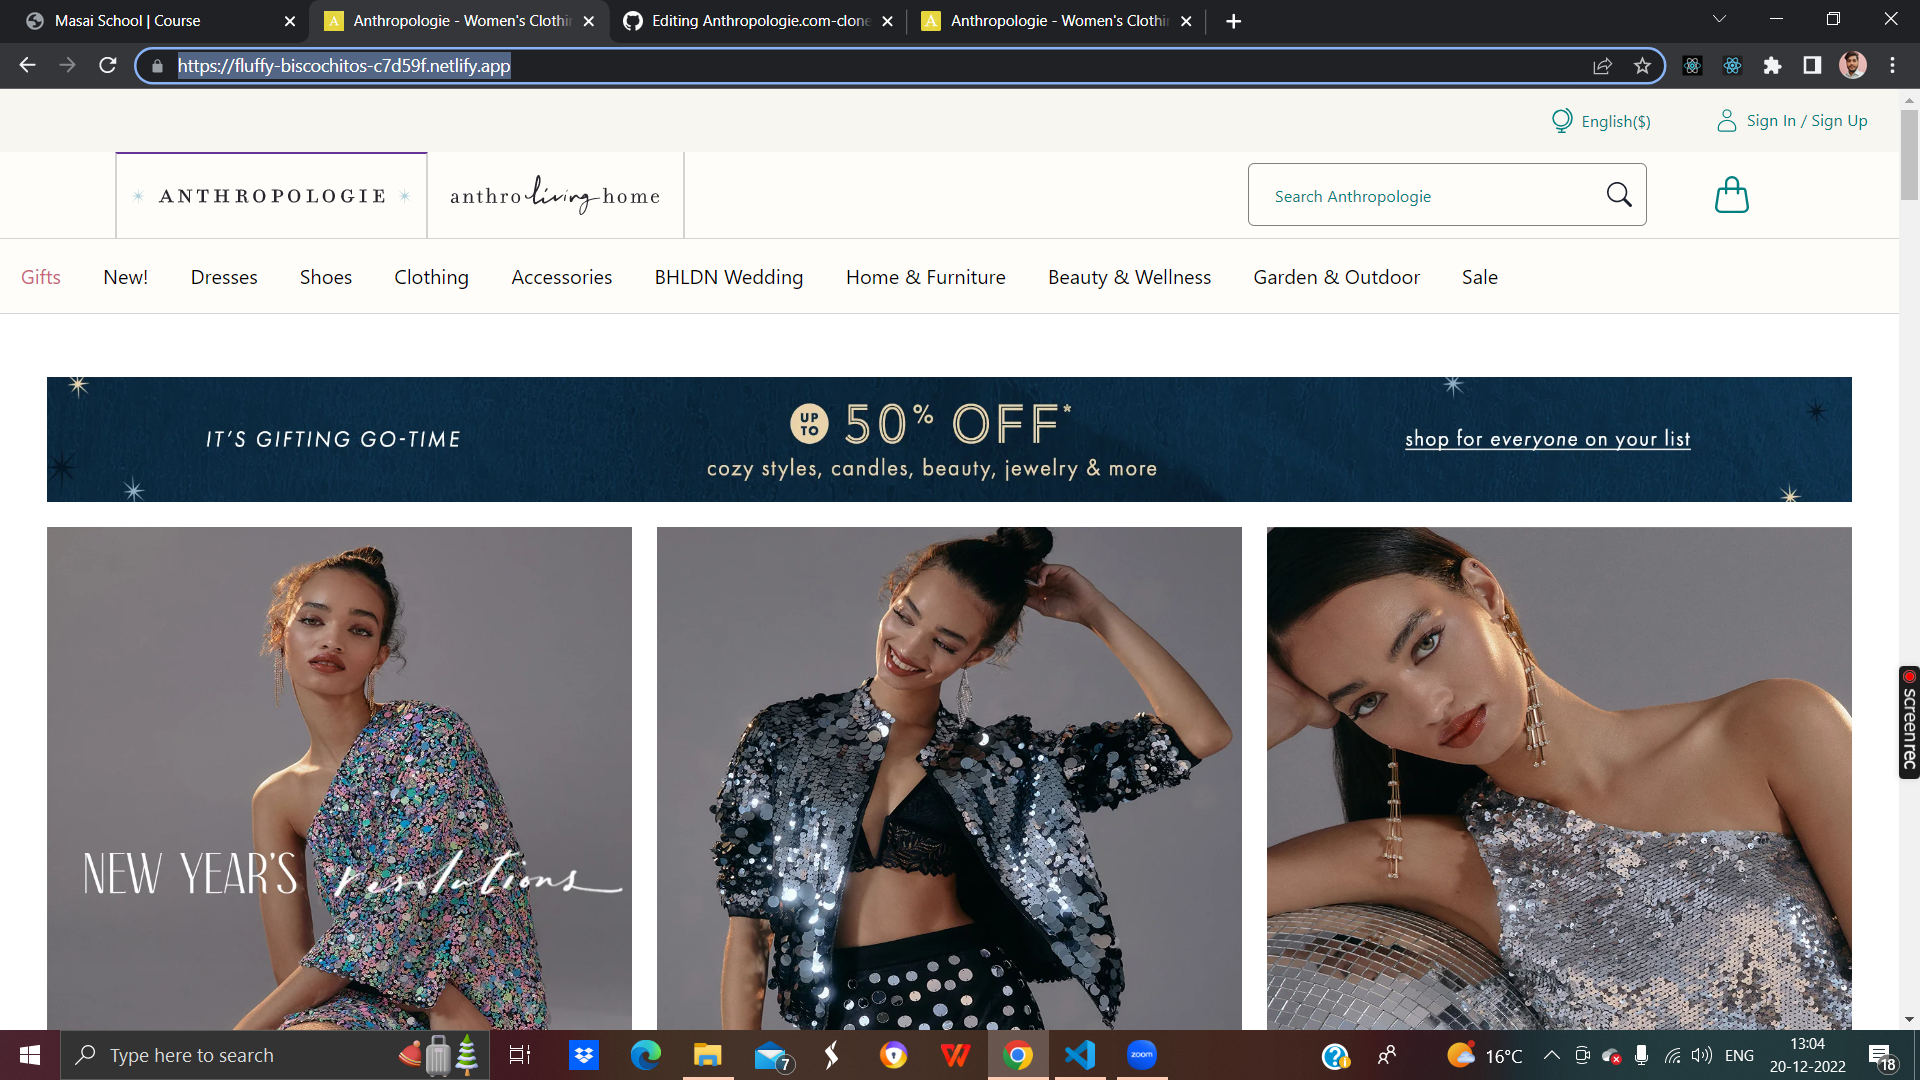 Masai School | Course
Anthropologie - Women's Clothin
Editing Anthropologie.com-clone
Anthropologie - Women's Clothin
https://fluffy-biscochitos-c7d59f.netlify.app
English($)
Sign In / Sign Up
ANTHROPOLOGIE
anthro living home
Search Anthropologie
Gifts New! Dresses Shoes Clothing Accessories BHLDN Wedding Home & Furniture Beauty & Wellness Garden & Outdoor Sale
IT'S GIFTING GO-TIME
UP TO 50% OFF*
cozy styles, candles, beauty, jewelry & more
shop for everyone on your list
NEW YEAR'S resolutions
screenrec
Type here to search
7
zoom
16°C
ENG
13:04
20-12-2022
18